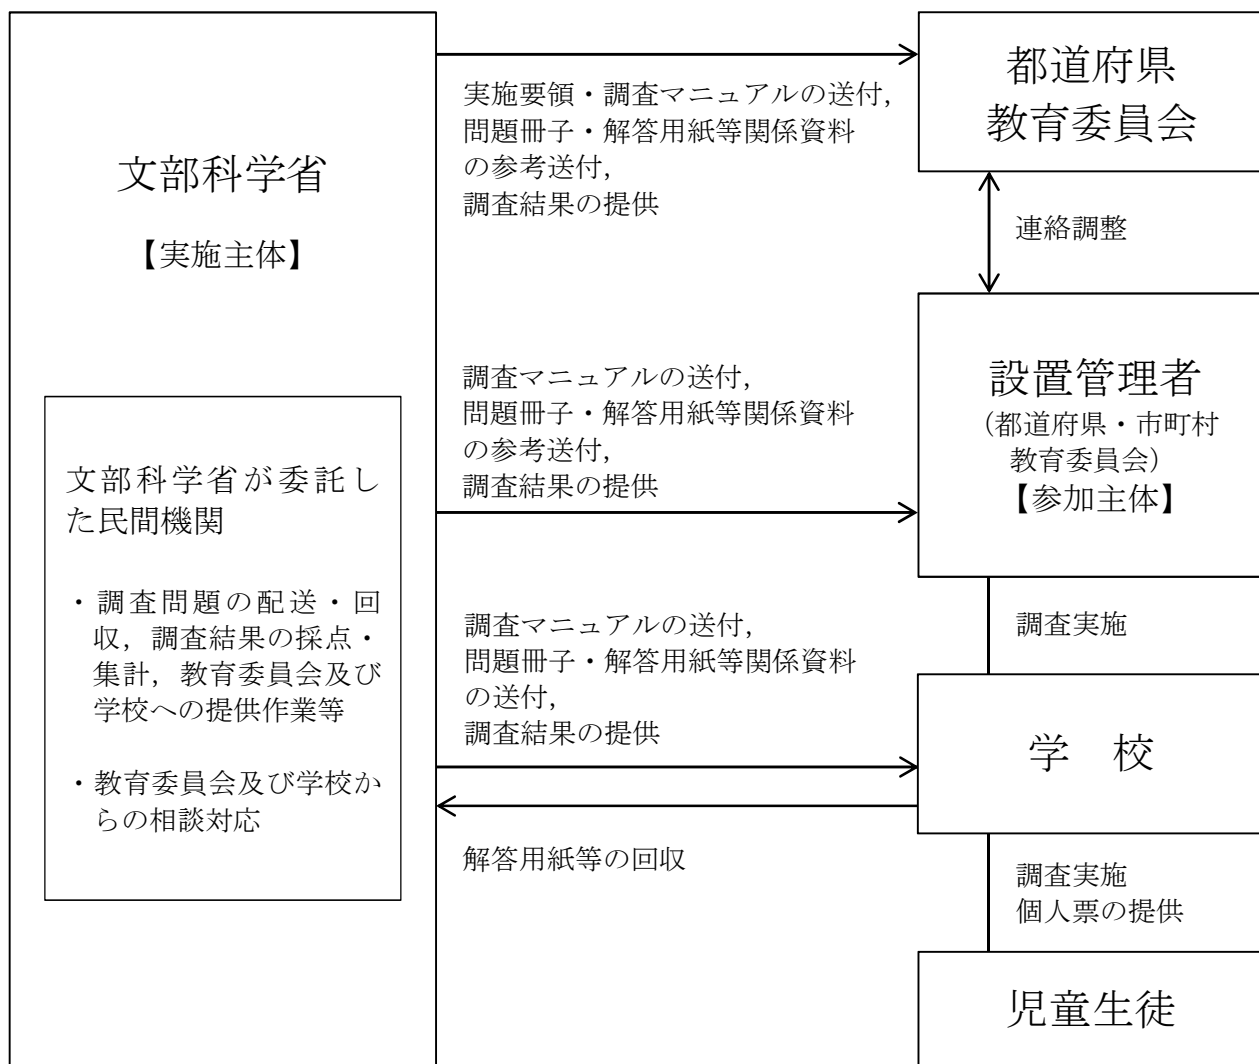 文部科学省
【実施主体】
文部科学省が委託し
た民間機関
・調査問題の配送・回
収，調査結果の採点・
集計，教育委員会及び
学校への提供作業等
・教育委員会及び学校か
らの相談対応
実施要領・調査マニュアルの送付，
問題冊子・解答用紙等関係資料
の参考送付，
調査結果の提供
調査マニュアルの送付，
問題冊子・解答用紙等関係資料
の参考送付，
調査結果の提供
調査マニュアルの送付，
問題冊子・解答用紙等関係資料
の送付，
調査結果の提供
解答用紙等の回収
都道府県
教育委員会
連絡調整
設置管理者
（都道府県・市町村
教育委員会）
【参加主体】
調査実施
学　校
調査実施
個人票の提供
児童生徒